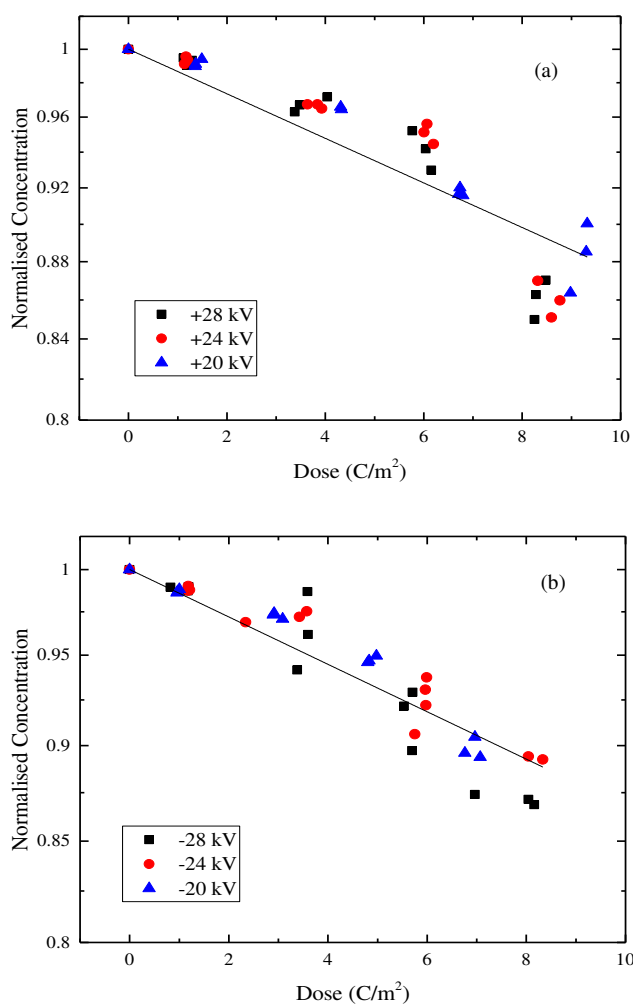 1
(a)
0.96
0.92
0.88
0.84
0.8
Normalised Concentration
+28 kV
+24 kV
+20 kV
0 2 4 6 8 10
Dose (C/m²)
1
(b)
0.95
0.9
0.85
0.8
Normalised Concentration
-28 kV
-24 kV
-20 kV
0 2 4 6 8 10
Dose (C/m²)